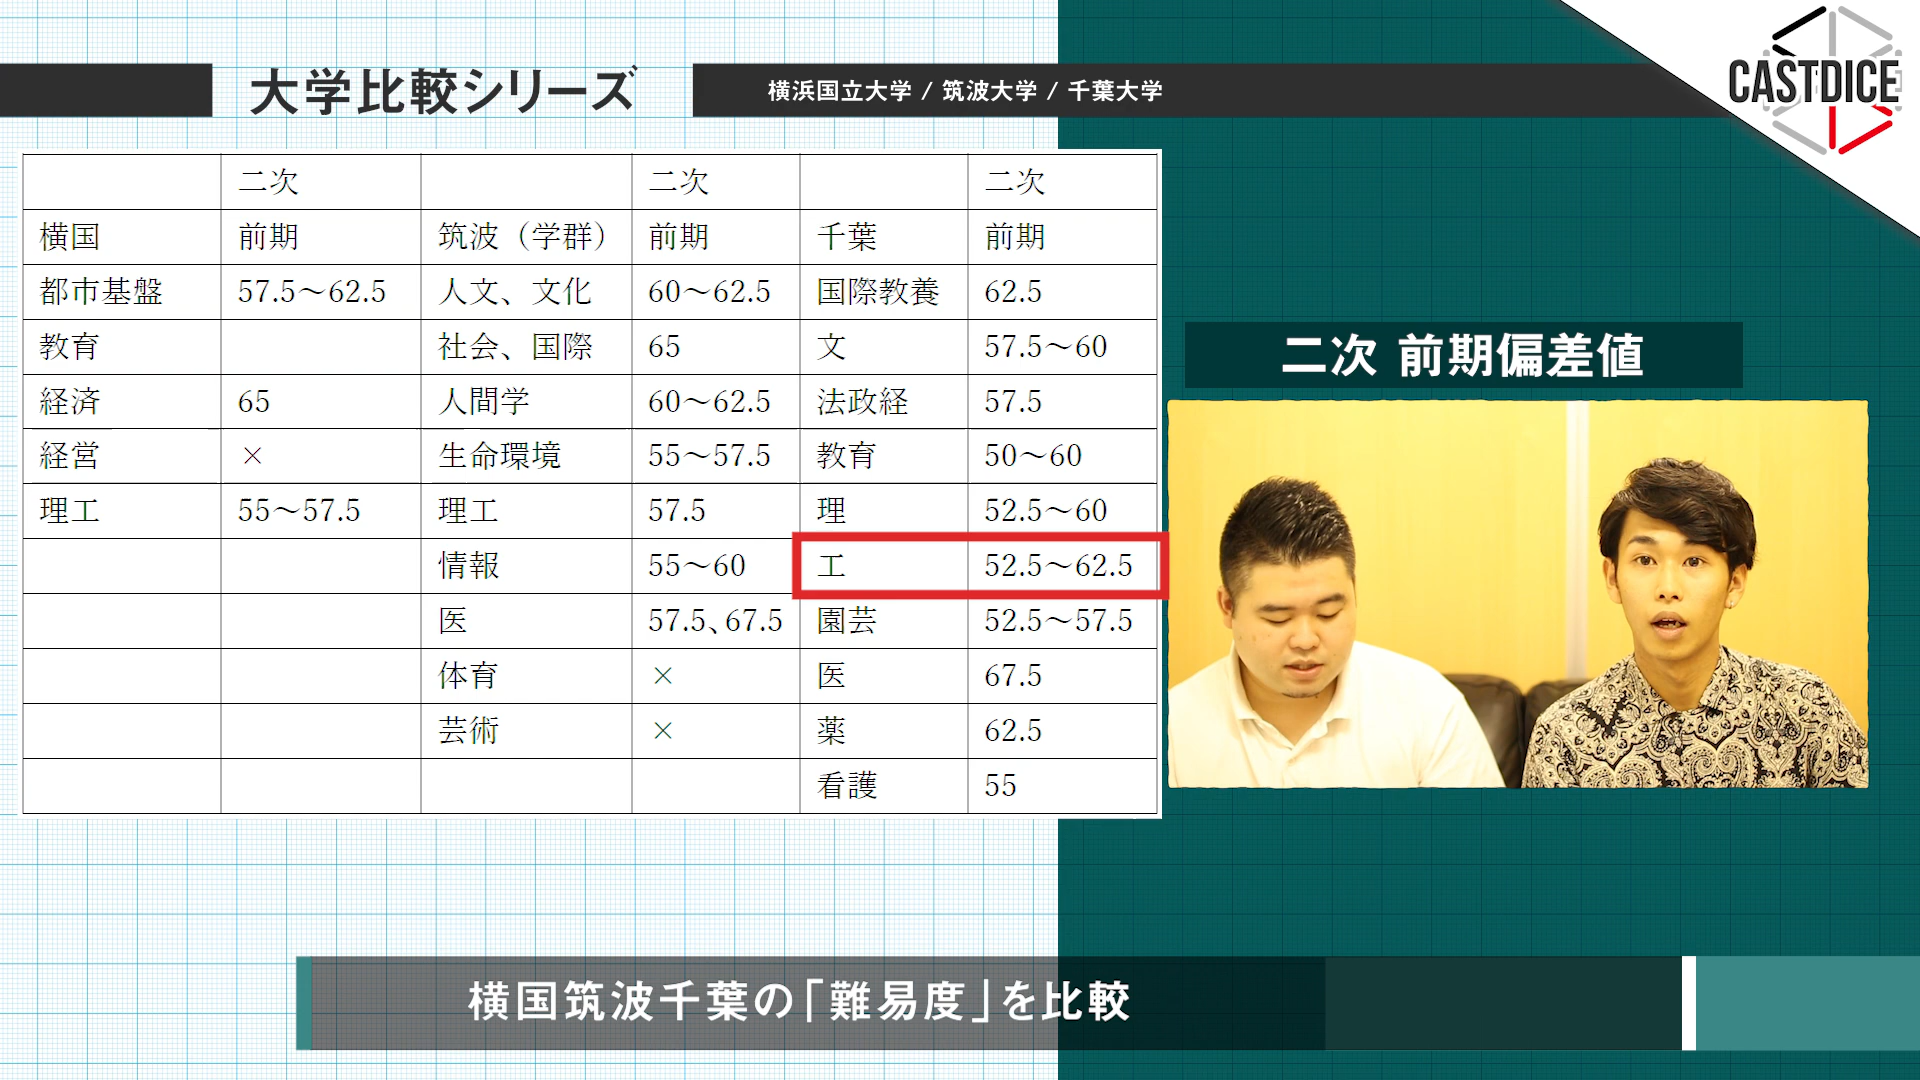 大学比較シリーズ
横浜国立大学 / 筑波大学 / 千葉大学
CASTDICE
二次 二次 二次
横国 前期 筑波（学群） 前期 千葉 前期
都市基盤 57.5～62.5 人文、文化 60～62.5 国際教養 62.5
教育 社会、国際 65 文 57.5～60
経済 65 人間学 60～62.5 法政経 57.5
経営 × 生命環境 55～57.5 教育 50～60
理工 55～57.5 理工 57.5 理 52.5～60
情報 55～60 工 52.5～62.5
医 57.5、67.5 園芸 52.5～57.5
体育 × 医 67.5
芸術 × 薬 62.5
看護 55
二次 前期偏差値
横国筑波千葉の「難易度」を比較